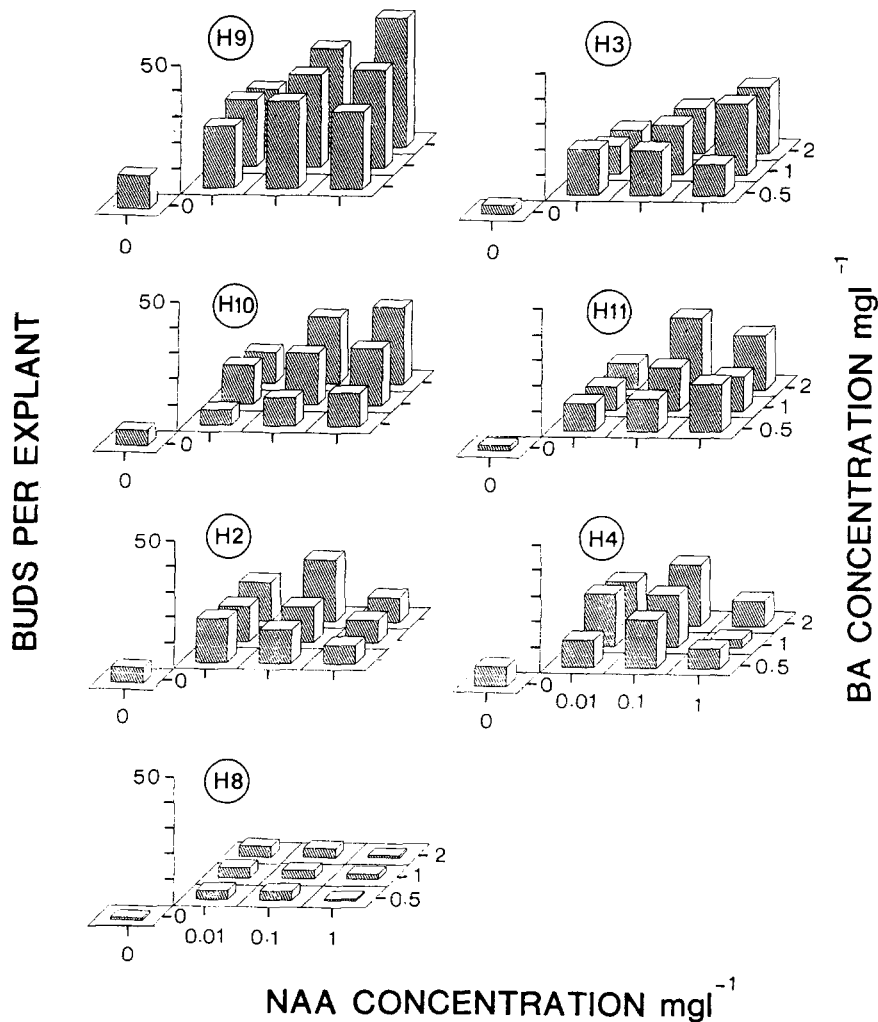 H9
50
0
0
H3
2
1
0.5
0
0
H10
50
0
0
H11
2
1
0.5
0
0
H2
50
0
0
H4
2
1
0.5
0
0.01 0.1 1
0
H8
50
2
1
0.5
0
0.01 0.1 1
0
BUDS PER EXPLANT
BA CONCENTRATION mgl⁻¹
NAA CONCENTRATION mgl⁻¹